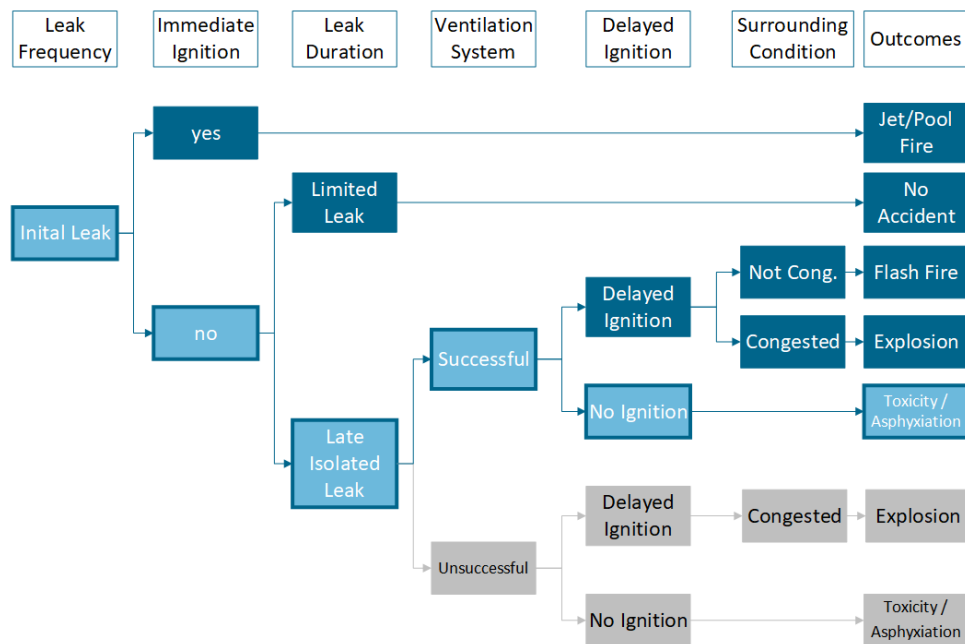 Leak
Frequency
Immediate
Ignition
Leak
Duration
Ventilation
System
Delayed
Ignition
Surrounding
Condition
Outcomes
yes
Jet/Pool
Fire
Limited
Leak
No
Accident
Inital Leak
Not Cong.
Flash Fire
Delayed
Ignition
no
Congested
Explosion
Successful
No Ignition
Toxicity /
Asphyxiation
Late
Isolated
Leak
Delayed
Ignition
Congested
Explosion
Unsuccessful
No Ignition
Toxicity /
Asphyxiation